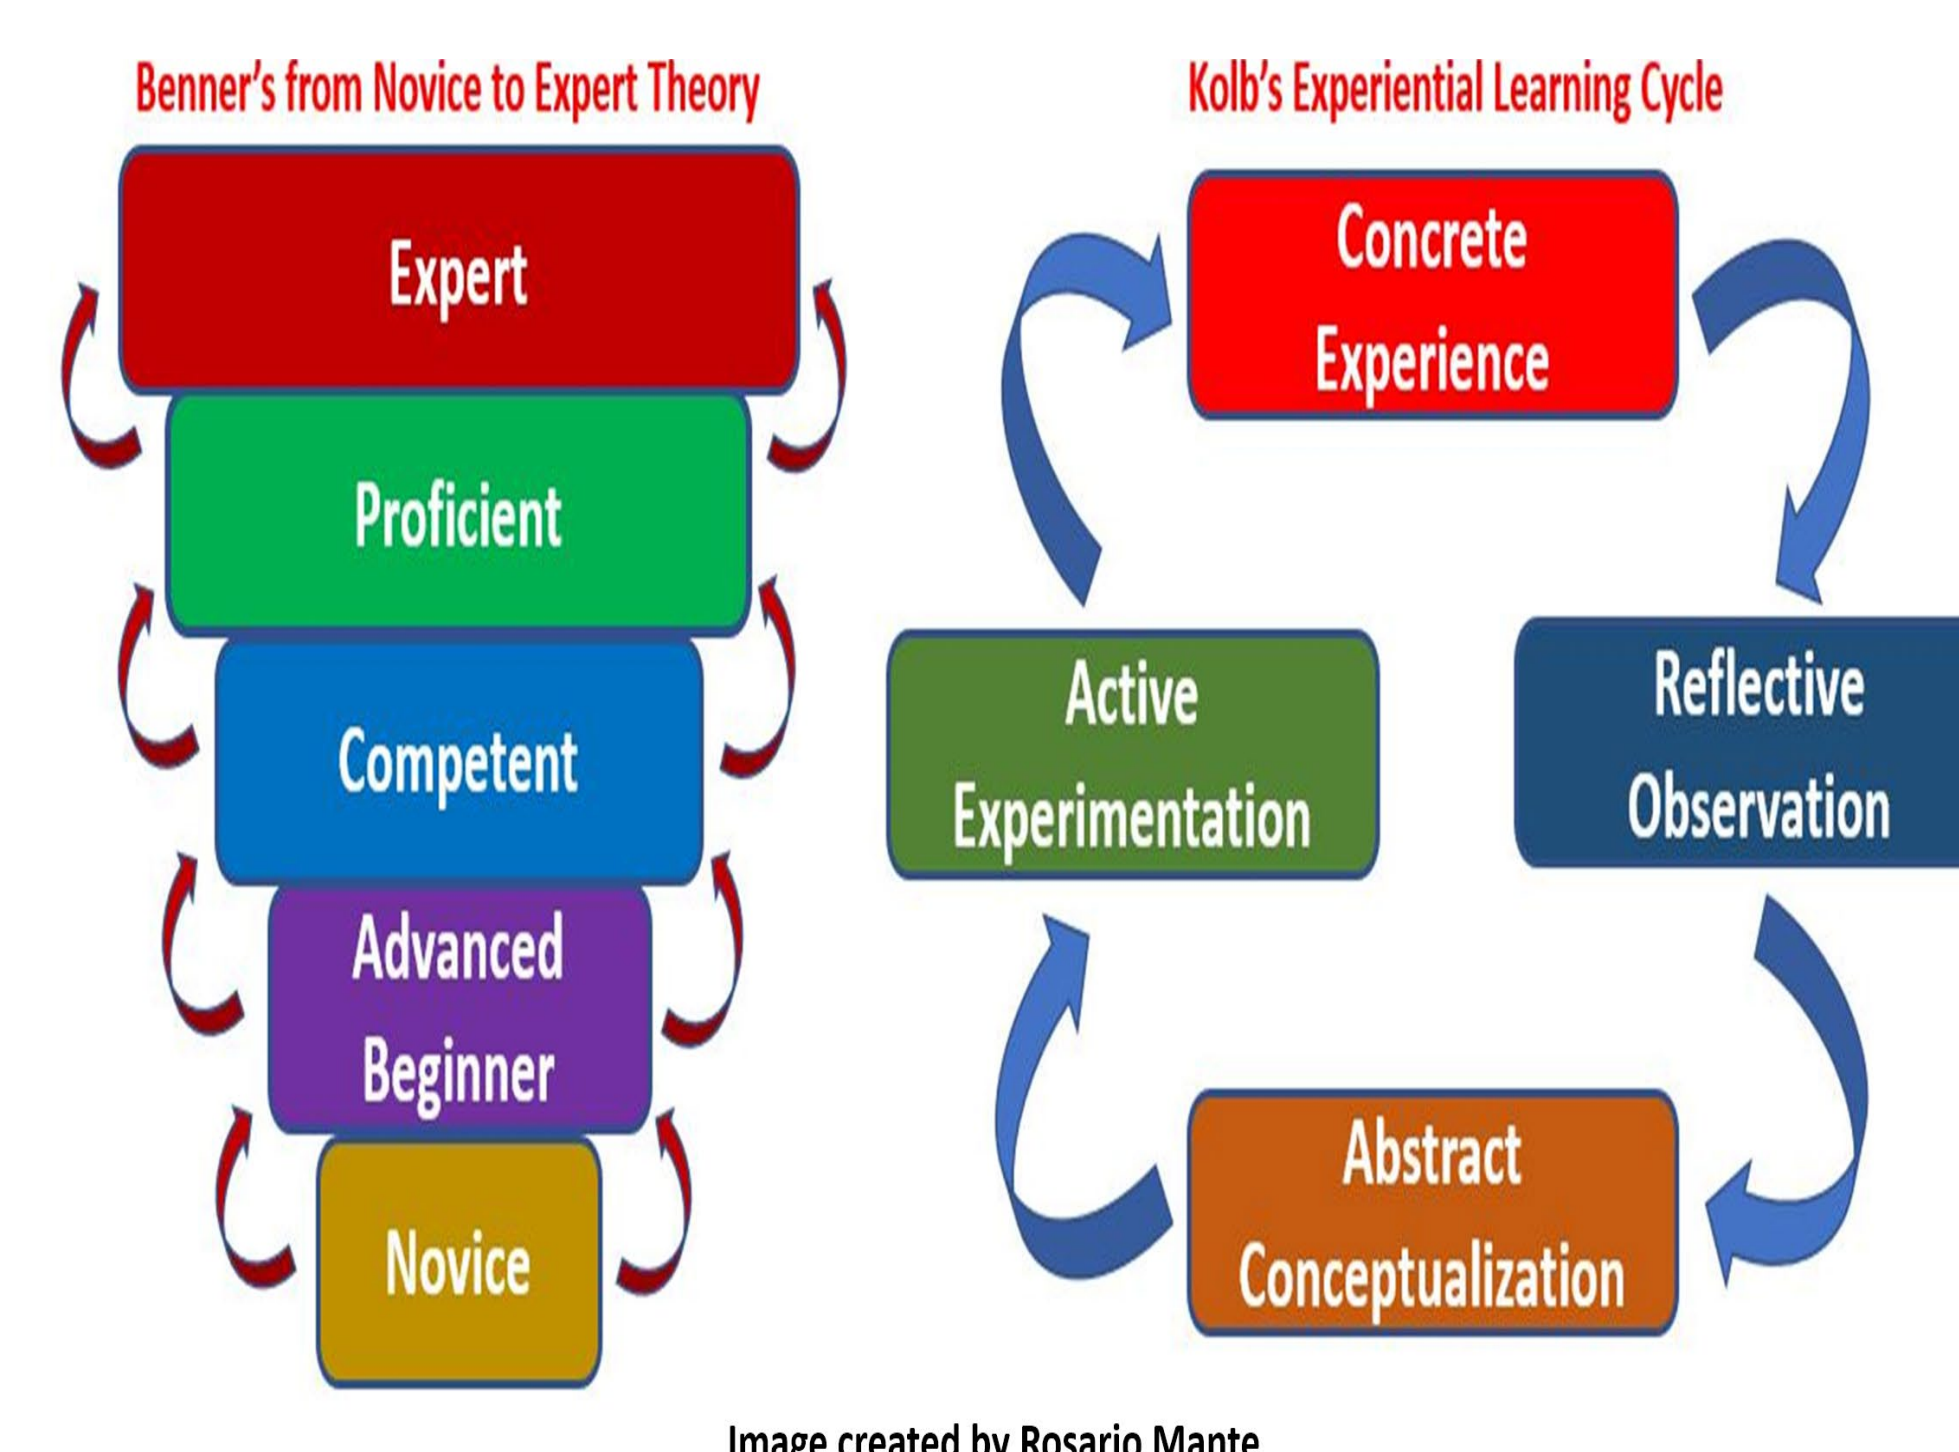 Benner's from Novice to Expert Theory
Expert
Proficient
Competent
Advanced
Beginner
Novice
Kolb's Experiential Learning Cycle
Concrete
Experience
Reflective
Observation
Abstract
Conceptualization
Active
Experimentation
Image created by Rosario Mante